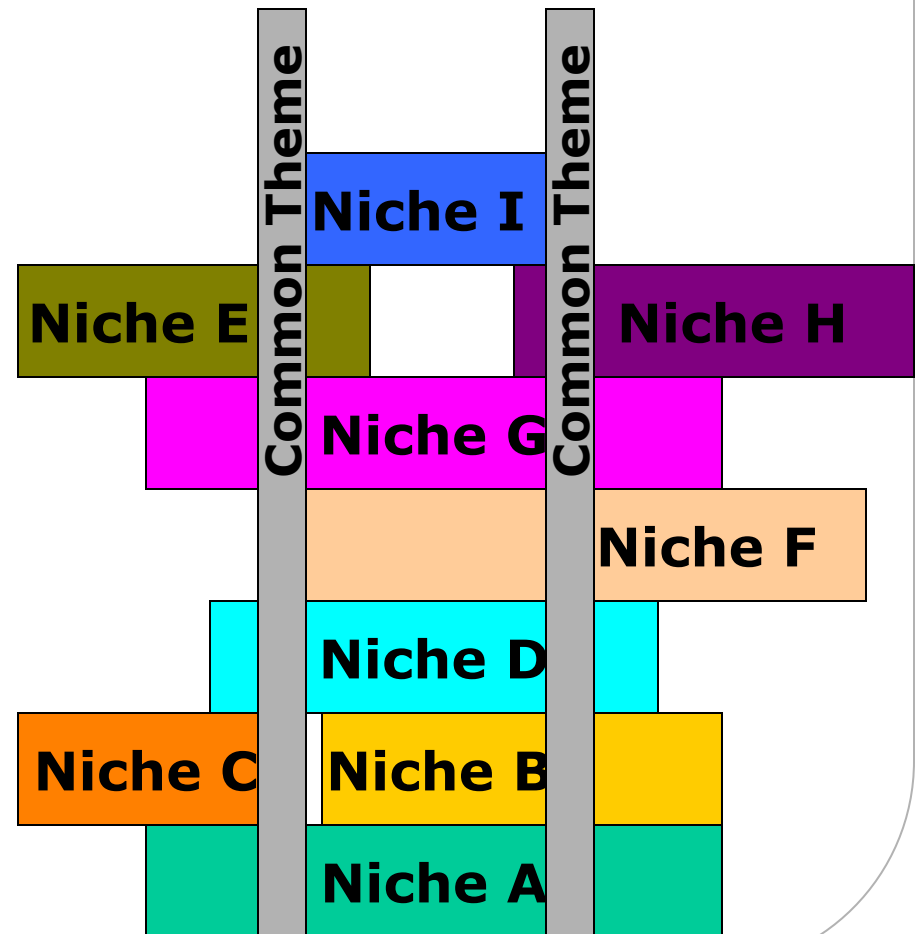 Common Theme
Common Theme
Niche I
Niche E
Niche H
Niche G
Niche F
Niche D
Niche C
Niche B
Niche A